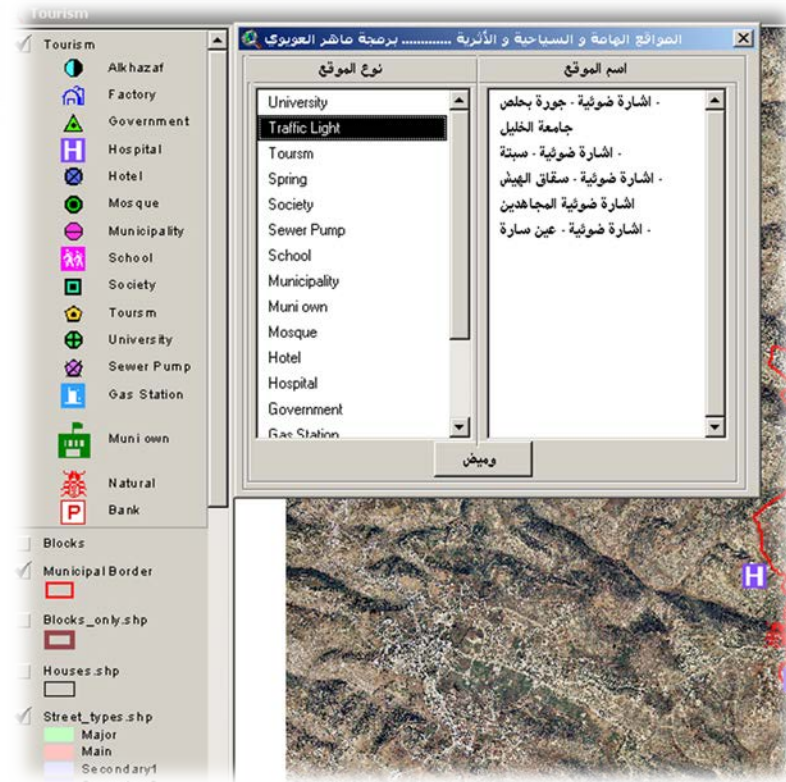 Tourism
Tourism
Alkhazaf
Factory
Government
Hospital
Hotel
Mosque
Municipality
School
Society
Toursm
University
Sewer Pump
Gas Station
Muni own
Natural
Bank
Blocks
Municipal Border
Blocks_only.shp
Houses.shp
Street_types.shp
Major
Main
Secondary1
المواقع الهامة و السياحية و الأثرية ............. برمجة ماهر العويوي
نوع الموقع
University
Traffic Light
Toursm
Spring
Society
Sewer Pump
School
Municipality
Muni own
Mosque
Hotel
Hospital
Government
Gas Station
اسم الموقع
- اشارة ضوئية - جورة بحلص
جامعة الخليل
- اشارة ضوئية - سبتة
- اشارة ضوئية - سقاق الهيش
اشارة ضوئية المجاهدين
- اشارة ضوئية - عين سارة
وميض
H
H
P